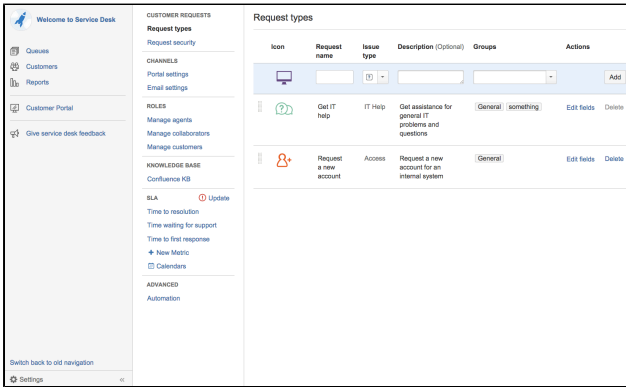 Welcome to Service Desk
Queues
Customers
Reports
Customer Portal
Give service desk feedback
Switch back to old navigation
Settings «
CUSTOMER REQUESTS
Request types
Request security
CHANNELS
Portal settings
Email settings
ROLES
Manage agents
Manage collaborators
Manage customers
KNOWLEDGE BASE
Confluence KB
SLA Update
Time to resolution
Time waiting for support
Time to first response
+ New Metric
Calendars
ADVANCED
Automation
Request types
Icon Request name Issue type Description (Optional) Groups Actions
Add
Get IT help IT Help Get assistance for general IT problems and questions General something Edit fields Delete
Request a new account Access Request a new account for an internal system General Edit fields Delete